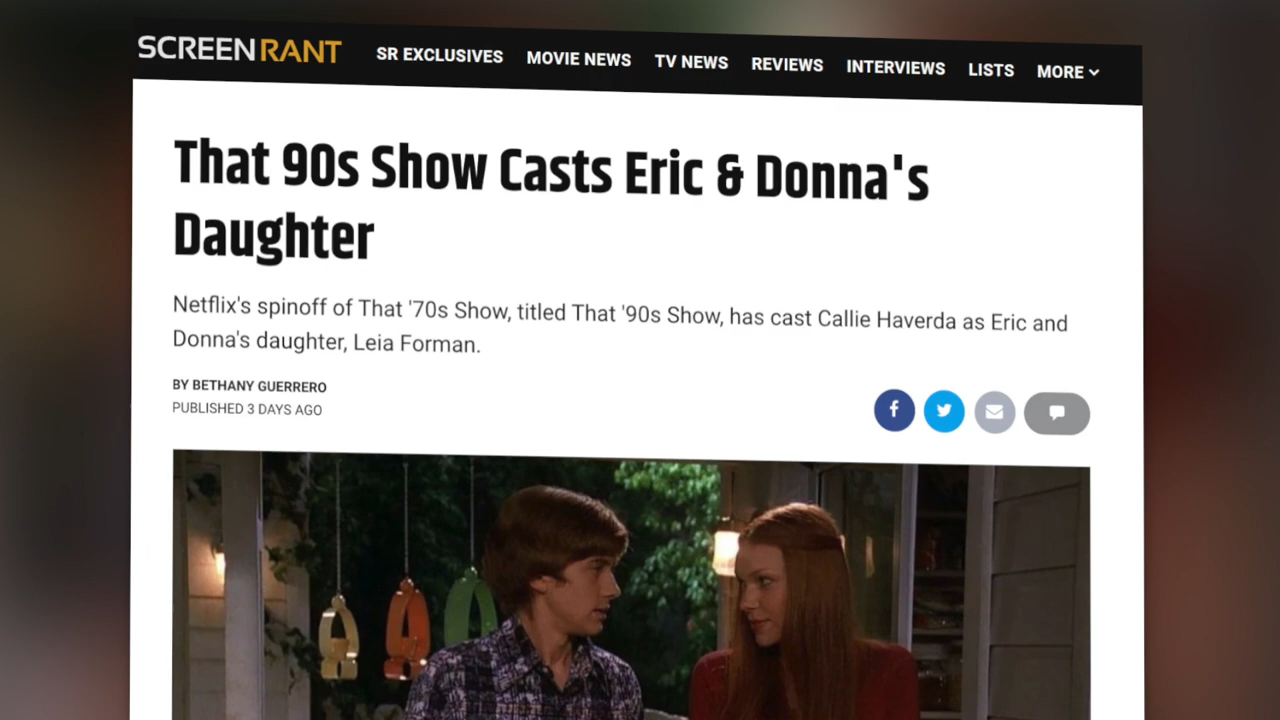 SCREENRANT SR EXCLUSIVES MOVIE NEWS TV NEWS REVIEWS INTERVIEWS LISTS MORE
That 90s Show Casts Eric & Donna's
Daughter
Netflix's spinoff of That '70s Show, titled That '90s Show, has cast Callie Haverda as Eric and
Donna's daughter, Leia Forman.
BY BETHANY GUERRERO
PUBLISHED 3 DAYS AGO